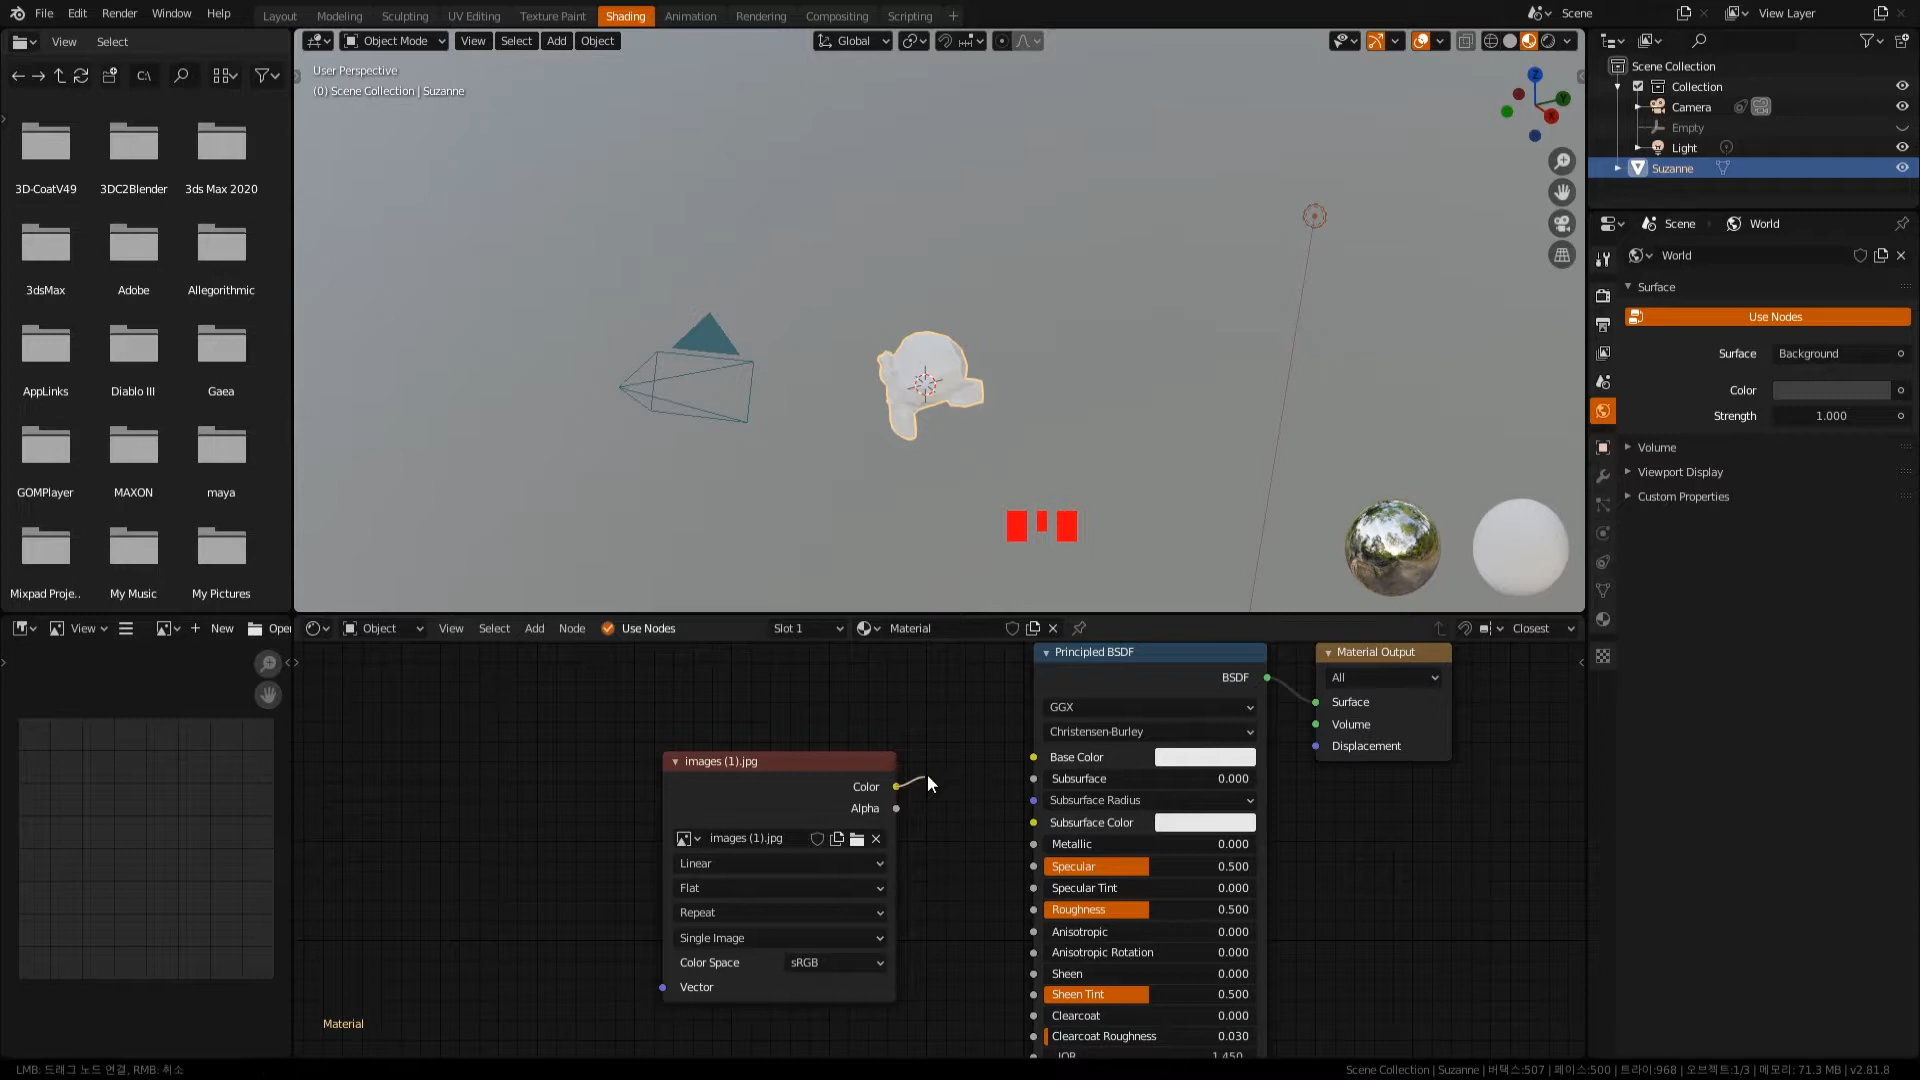 File Edit Render Window Help
Layout Modeling Sculpting UV Editing Texture Paint Shading Animation Rendering Compositing Scripting +
Scene
View Layer
View Select
Object Mode View Select Add Object
Global
C:\
User Perspective
(0) Scene Collection | Suzanne
Z
Y
X
3D-CoatV49 3DC2Blender 3ds Max 2020
3dsMax Adobe Allegorithmic
AppLinks Diablo III Gaea
GOMPlayer MAXON maya
Mixpad Proje.. My Music My Pictures
Scene Collection
Collection
Camera
Empty
Light
Suzanne
Scene World
World
Surface
Use Nodes
Surface Background
Color
Strength 1.000
Volume
Viewport Display
Custom Properties
View + New Open
Object View Select Add Node Use Nodes Slot 1 Material Closest
images (1).jpg
Color
Alpha
images (1).jpg
Linear
Flat
Repeat
Single Image
Color Space sRGB
Vector
Principled BSDF
BSDF
GGX
Christensen-Burley
Base Color
Subsurface 0.000
Subsurface Radius
Subsurface Color
Metallic 0.000
Specular 0.500
Specular Tint 0.000
Roughness 0.500
Anisotropic 0.000
Anisotropic Rotation 0.000
Sheen 0.000
Sheen Tint 0.500
Clearcoat 0.000
Clearcoat Roughness 0.030
IOR 1.450
Material Output
All
Surface
Volume
Displacement
Material
LMB: 드래그 노드 연결, RMB: 취소
Scene Collection | Suzanne | 버텍스:507 | 페이스:500 | 트라이:968 | 오브젝트:1/3 | 메모리: 71.3 MB | v2.81.8